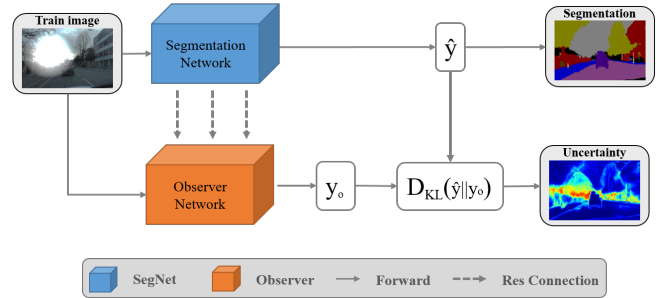 Train image
Segmentation
Network
ŷ
Segmentation
Observer
Network
yₒ
D_KL(ŷ||yₒ)
Uncertainty
SegNet
Observer
Forward
Res Connection